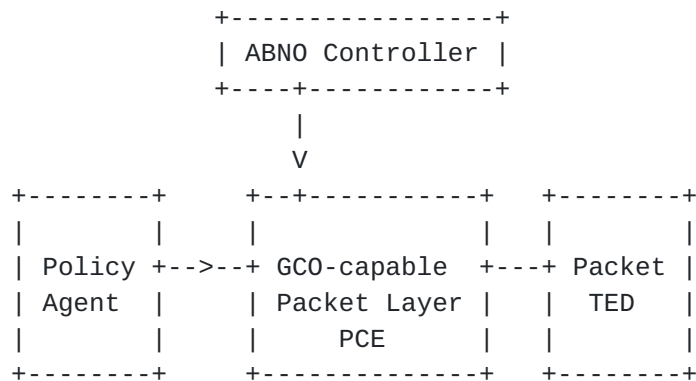 ABNO Controller
V
Policy GCO-capable Packet
Agent Packet Layer TED
PCE